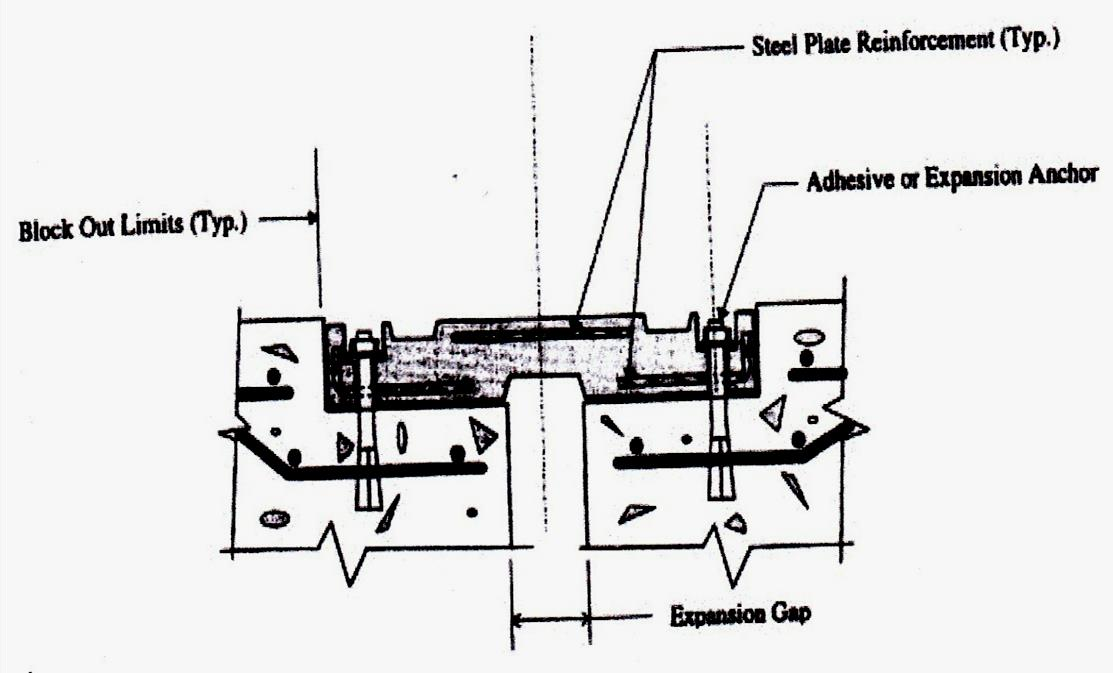 Steel Plate Reinforcement (Typ.)
Adhesive or Expansion Anchor
Block Out Limits (Typ.)
Expansion Gap